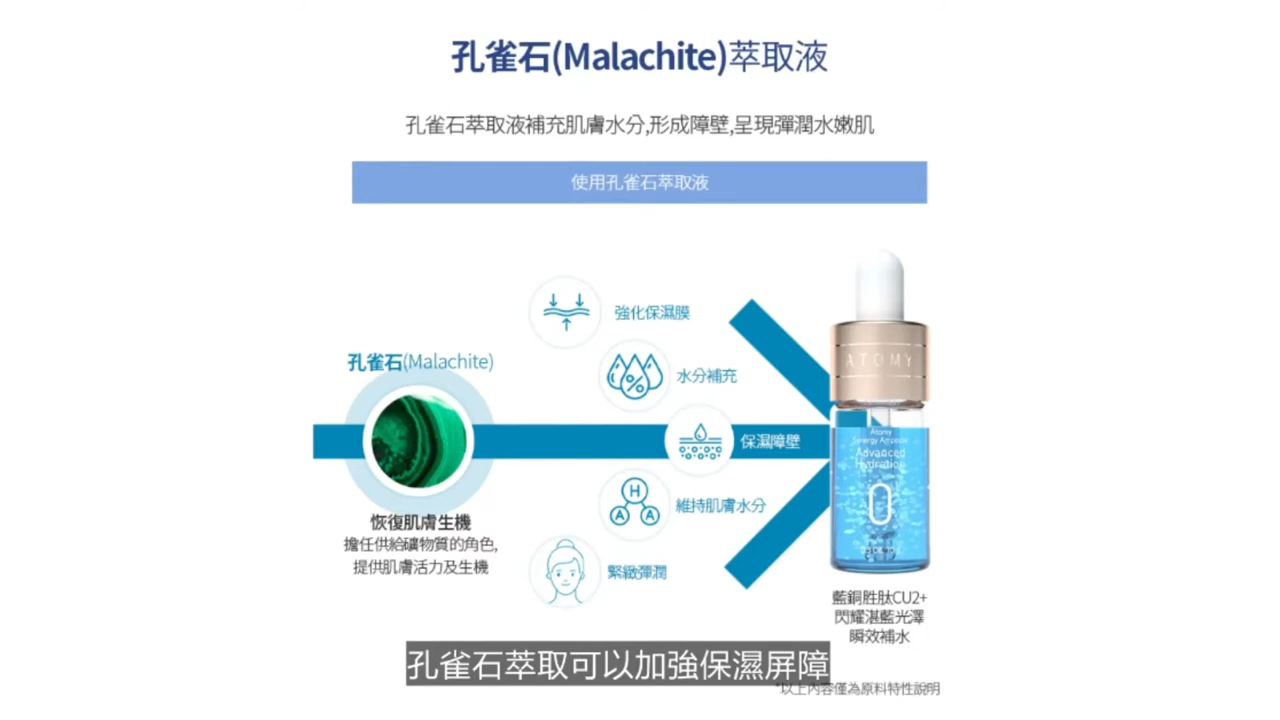 孔雀石(Malachite)萃取液
孔雀石萃取液補充肌膚水分,形成障壁,呈現彈潤水嫩肌
使用孔雀石萃取液
強化保濕膜
水分補充
孔雀石(Malachite)
保濕障壁
H
A A
維持肌膚水分
緊緻彈潤
恢復肌膚生機
擔任供給礦物質的角色,
提供肌膚活力及生機
ATOMY
Atomy
Synergy Ampoule
Advanced
Hydration
0
藍銅胜肽CU2+
閃耀湛藍光澤
瞬效補水
孔雀石萃取可以加強保濕屏障
*以上內容僅為原料特性說明